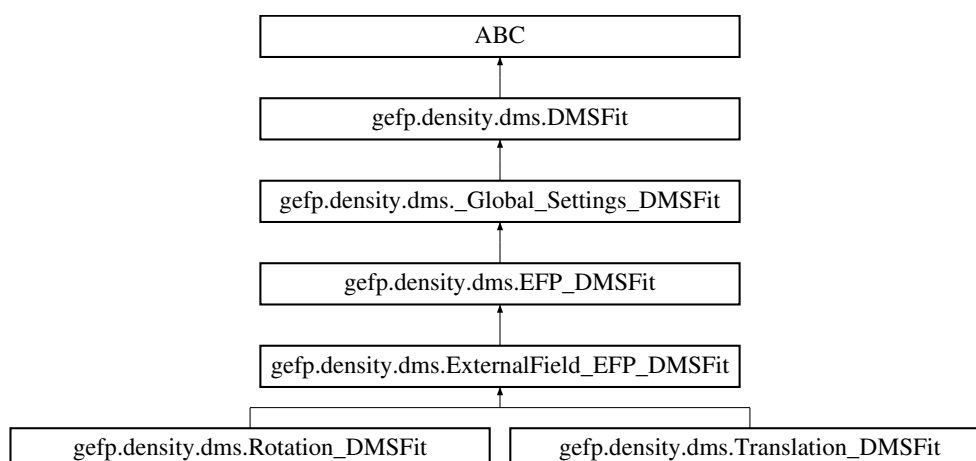 ABC
gefp.density.dms.DMSFit
gefp.density.dms._Global_Settings_DMSFit
gefp.density.dms.EFP_DMSFit
gefp.density.dms.ExternalField_EFP_DMSFit
gefp.density.dms.Rotation_DMSFit
gefp.density.dms.Translation_DMSFit